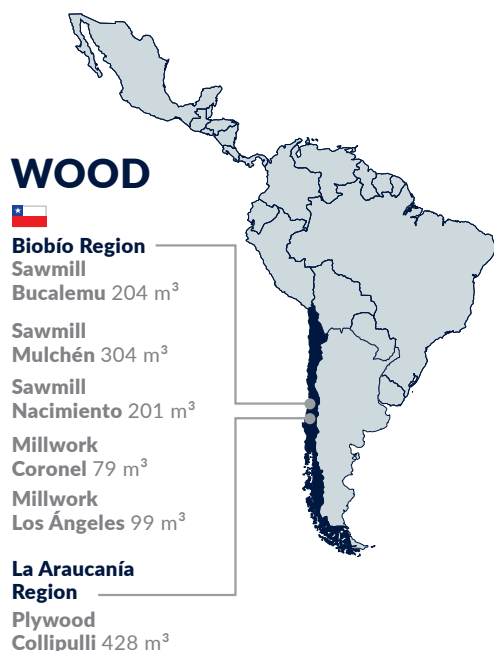 WOOD
Biobío Region
Sawmill
Bucalemu 204 m³
Sawmill
Mulchén 304 m³
Sawmill
Nacimiento 201 m³
Millwork
Coronel 79 m³
Millwork
Los Ángeles 99 m³
La Araucanía
Region
Plywood
Collipulli 428 m³